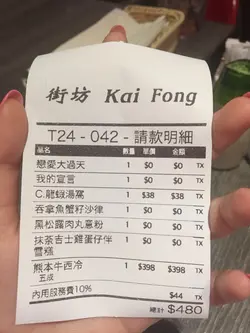 街坊 Kai Fong
T24 - 042 - 請款明細
品名 數量 單價 金額
戀愛大過天 1 $0 $0 TX
我的宣言 1 $0 $0 TX
C.龍蝦湯窩 1 $38 $38 TX
吞拿魚蟹籽沙律 1 $0 $0 TX
黑松露肉丸意粉 1 $0 $0 TX
抹茶吉士雞蛋仔伴 1 $0 $0 TX
雪糕
熊本牛西冷 1 $398 $398 TX
五成
內用服務費10% $44 TX
總計 $480